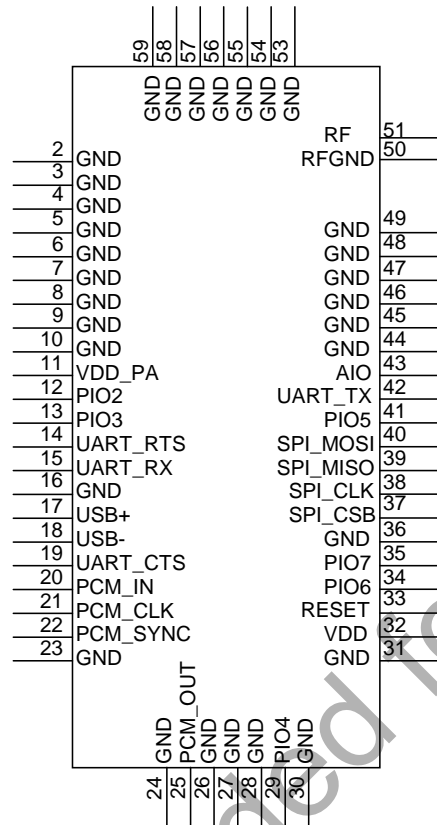 59 58 57 56 55 54 53
GND GND GND GND GND GND GND
RF 51
2 GND RFGND 50
3 GND
4 GND
5 GND GND 49
6 GND GND 48
7 GND GND 47
8 GND GND 46
9 GND GND 45
10 GND GND 44
11 VDD_PA AIO 43
12 PIO2 UART_TX 42
13 PIO3 PIO5 41
14 UART_RTS SPI_MOSI 40
15 UART_RX SPI_MISO 39
16 GND SPI_CLK 38
17 USB+ SPI_CSB 37
18 USB- GND 36
19 UART_CTS PIO7 35
20 PCM_IN PIO6 34
21 PCM_CLK RESET 33
22 PCM_SYNC VDD 32
23 GND GND 31
GND PCM_OUT GND GND GND PIO4 GND
24 25 26 27 28 29 30